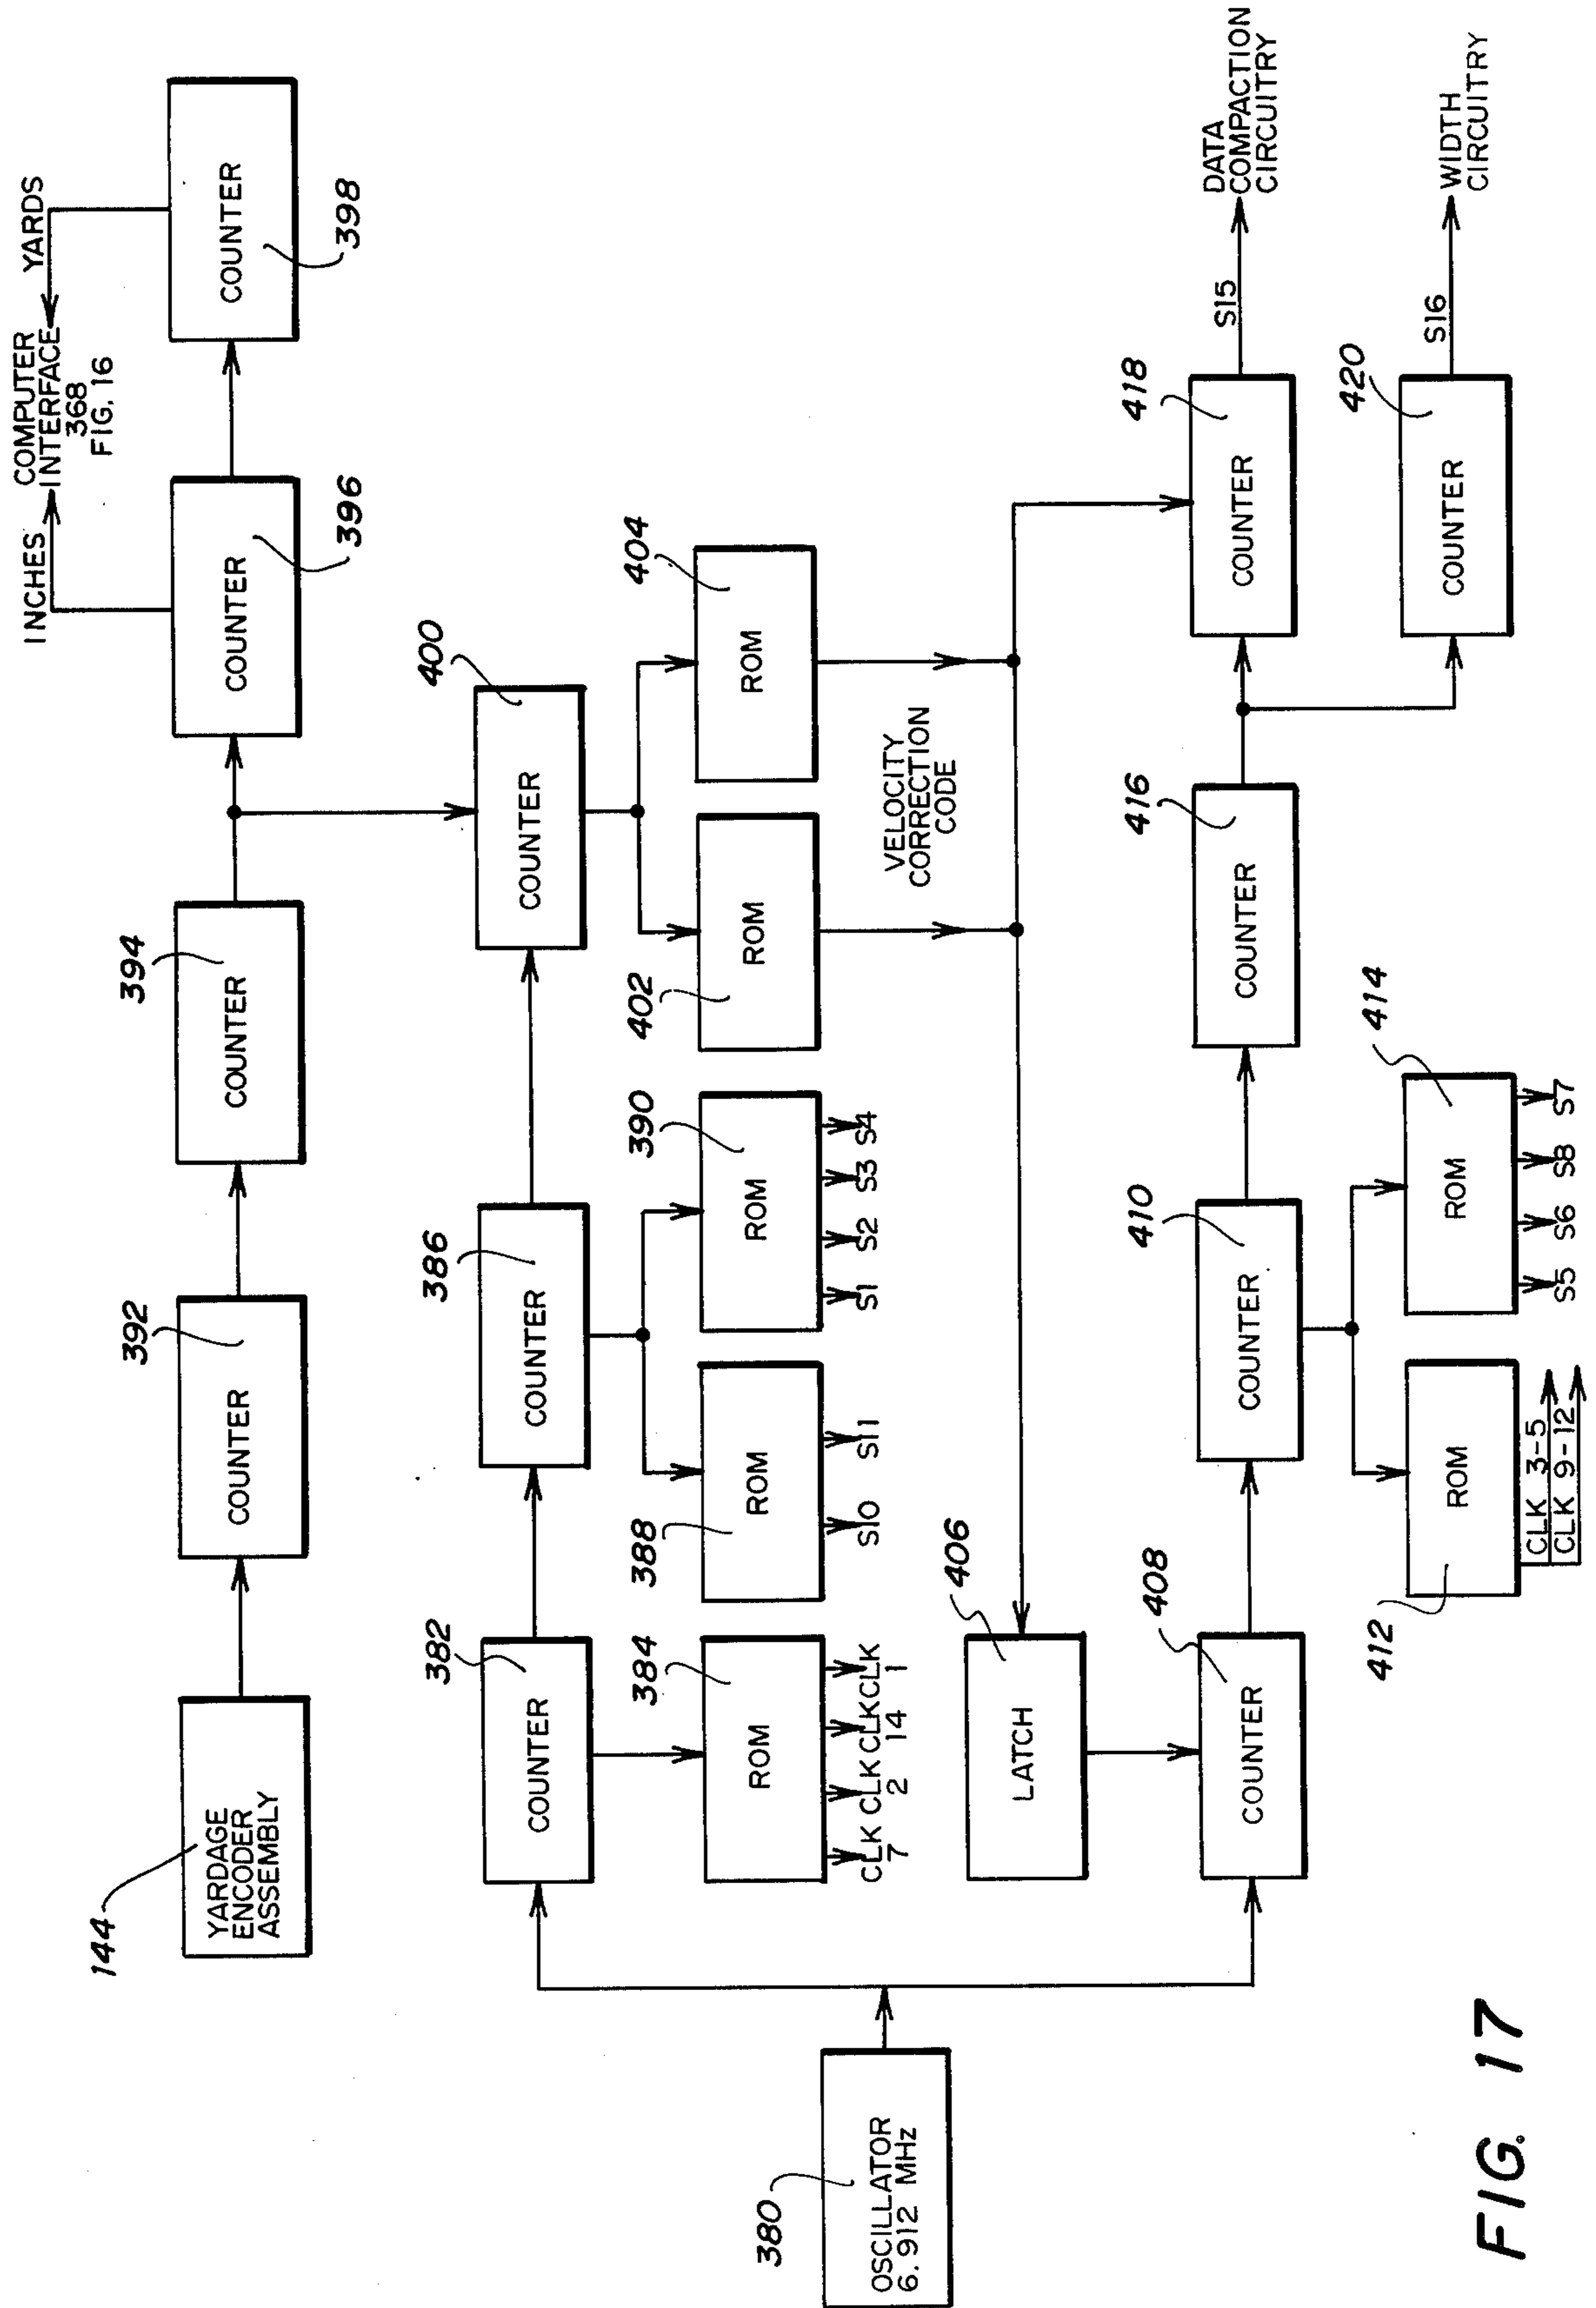 INCHES
COMPUTER
INTERFACE
368
FIG. 16
YARDS
144
YARDAGE
ENCODER
ASSEMBLY
392
COUNTER
394
COUNTER
396
COUNTER
398
COUNTER
382
COUNTER
386
COUNTER
400
COUNTER
384
ROM
CLK
7
CLK
2
CLK
14
CLK
1
388
ROM
S10
S11
390
ROM
S1
S2
S3
S4
402
ROM
404
ROM
VELOCITY
CORRECTION
CODE
380
OSCILLATOR
6.912 MHz
406
LATCH
408
COUNTER
410
COUNTER
416
COUNTER
418
COUNTER
S15
DATA
COMPACTION
CIRCUITRY
420
COUNTER
S16
WIDTH
CIRCUITRY
412
ROM
CLK 3-5
CLK 9-12
414
ROM
S5
S6
S8
S7
FIG. 17